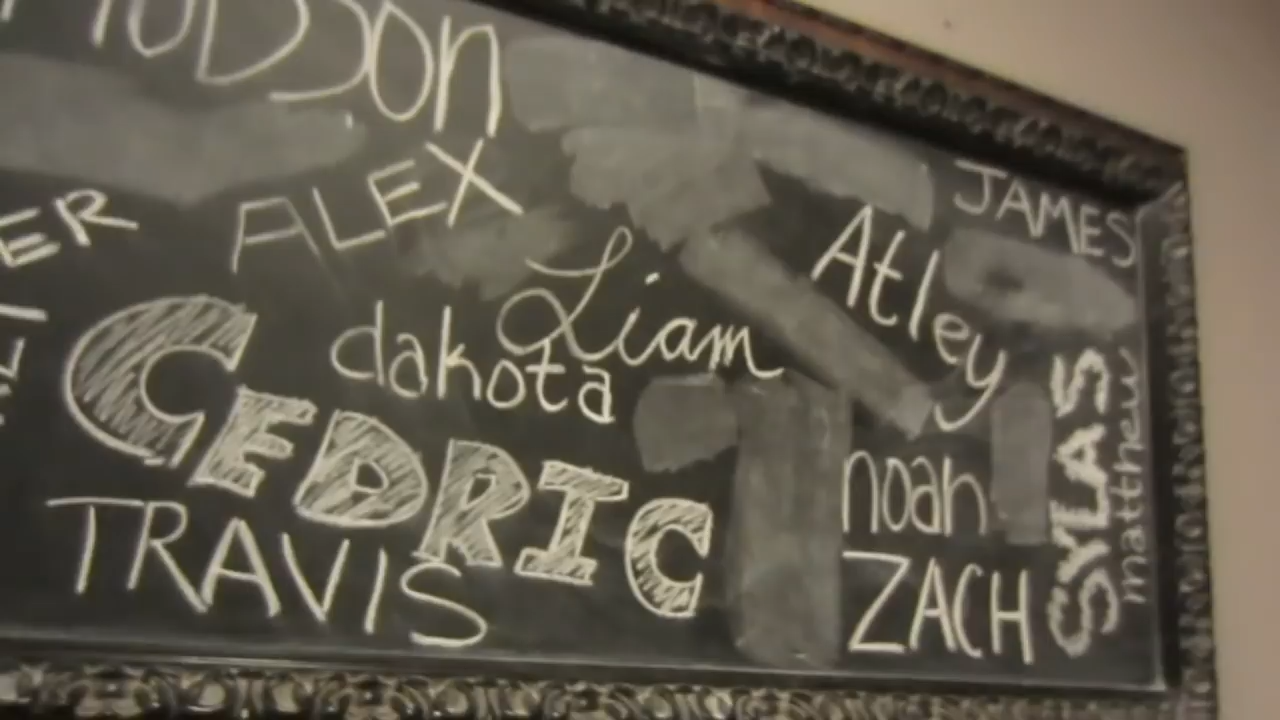 Hudson
JAMES
ALEX
ER
Atley
Liam
dakota
CEDRIC
SYLAS
matthew
noah
TRAVIS
ZACH